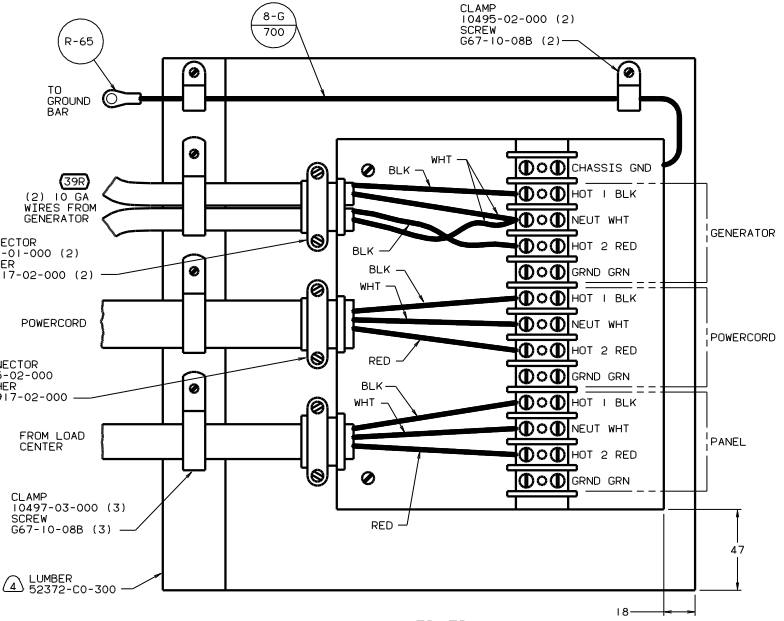 CLAMP
10495-02-000 (2)
SCREW
G67-10-08B (2)
8-G
700
R-65
TO
GROUND
BAR
39R
(2) 10 GA
WIRES FROM
GENERATOR
ECTOR
-01-000 (2)
ER
17-02-000 (2)
POWERCORD
NECTOR
-02-000
HER
917-02-000
FROM LOAD
CENTER
CLAMP
10497-03-000 (3)
SCREW
G67-10-08B (3)
4
LUMBER
52372-C0-300
BLK
WHT
BLK
BLK
WHT
RED
BLK
WHT
RED
CHASSIS GND
HOT 1 BLK
NEUT WHT
HOT 2 RED
GRND GRN
GENERATOR
HOT 1 BLK
NEUT WHT
HOT 2 RED
GRND GRN
POWERCORD
HOT 1 BLK
NEUT WHT
HOT 2 RED
GRND GRN
PANEL
47
18